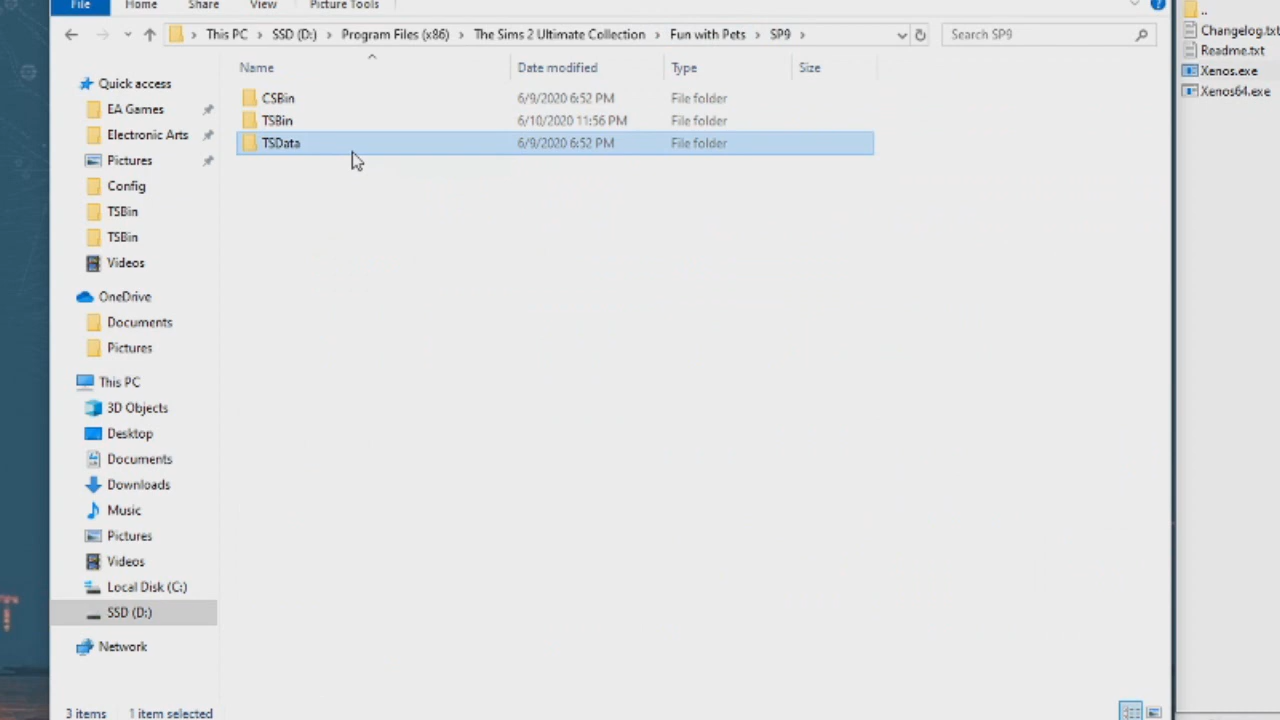 File Home Share View Picture Tools
This PC SSD (D:) Program Files (x86) The Sims 2 Ultimate Collection Fun with Pets SP9
Search SP9
Name Date modified Type Size
CSBin 6/9/2020 6:52 PM File folder
TSBin 6/10/2020 11:56 PM File folder
TSData 6/9/2020 6:52 PM File folder
Quick access
EA Games
Electronic Arts
Pictures
Config
TSBin
TSBin
Videos
OneDrive
Documents
Pictures
This PC
3D Objects
Desktop
Documents
Downloads
Music
Pictures
Videos
Local Disk (C:)
SSD (D:)
Network
3 items 1 item selected
..
Changelog.txt
Readme.txt
Xenos.exe
Xenos64.exe